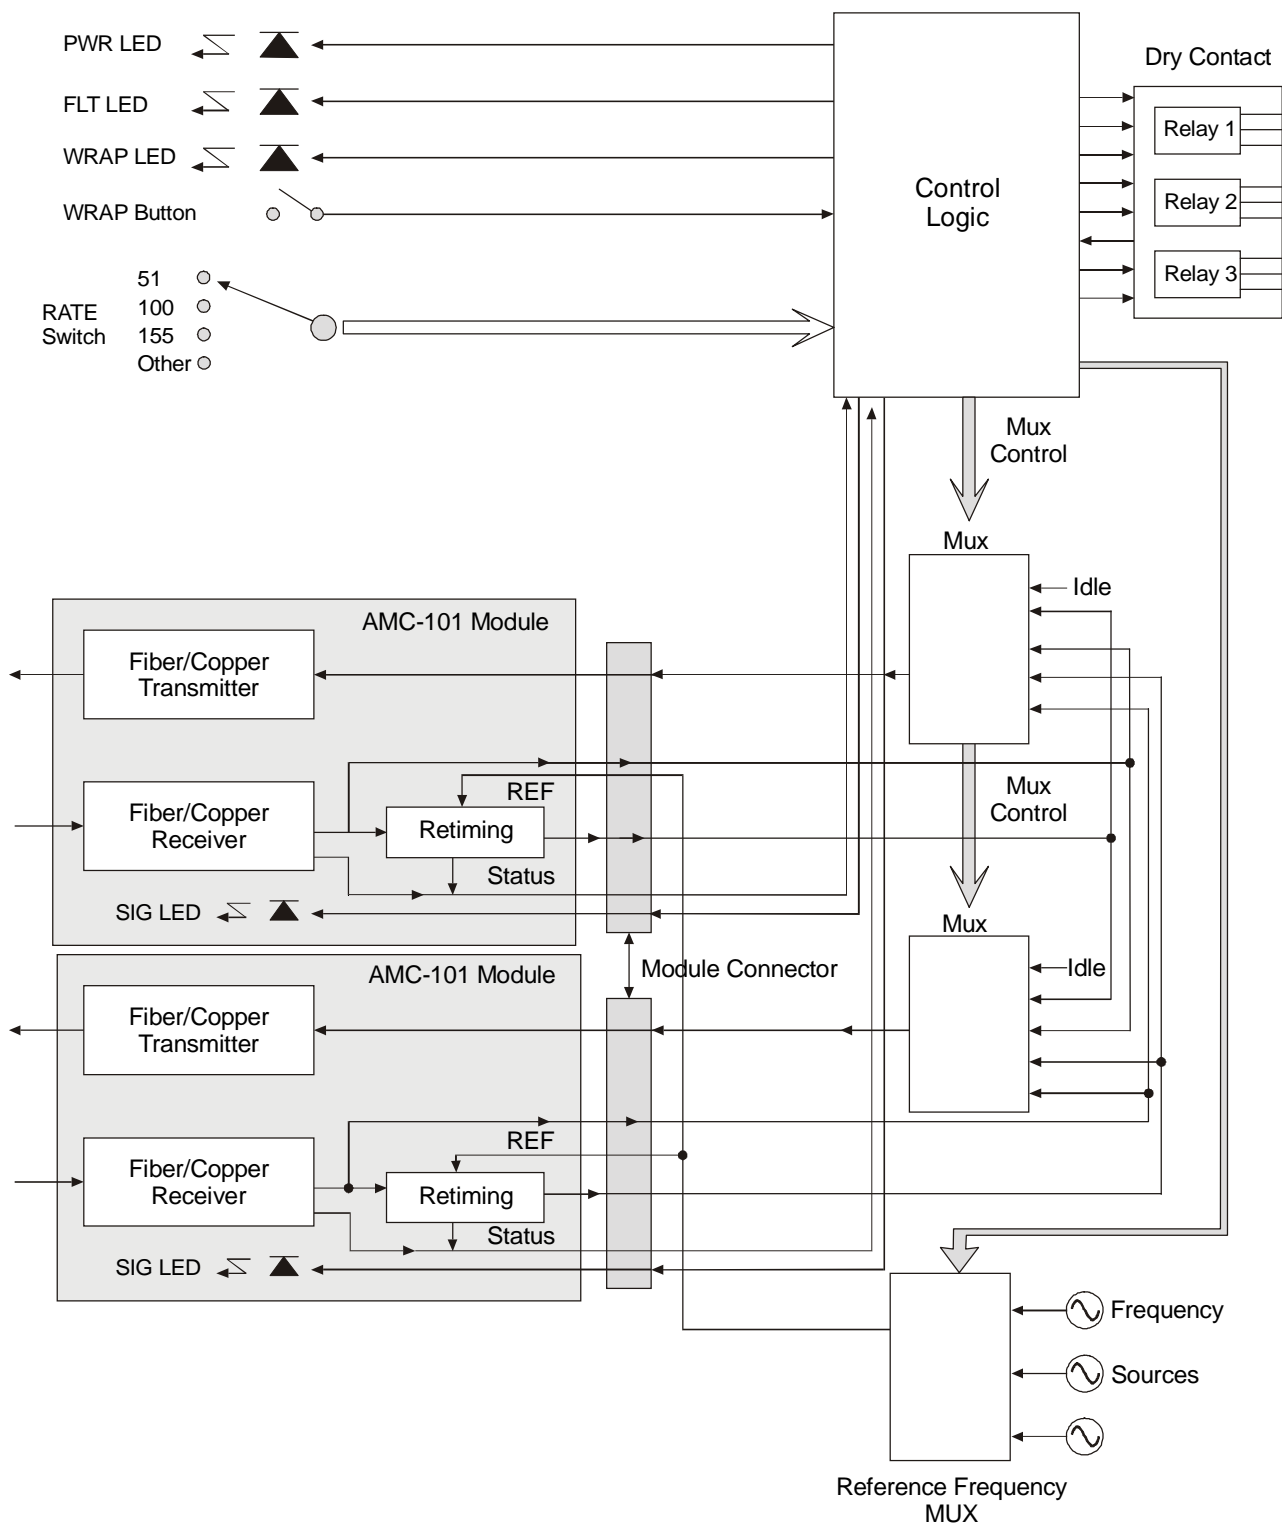 PWR LED
FLT LED
WRAP LED
WRAP Button
RATE
Switch
51
100
155
Other
Control
Logic
Dry Contact
Relay 1
Relay 2
Relay 3
Mux
Control
Mux
Idle
AMC-101 Module
Fiber/Copper
Transmitter
Fiber/Copper
Receiver
REF
Retiming
Status
SIG LED
Mux
Control
Mux
Idle
Module Connector
AMC-101 Module
Fiber/Copper
Transmitter
Fiber/Copper
Receiver
REF
Retiming
Status
SIG LED
Frequency
Sources
Reference Frequency
MUX